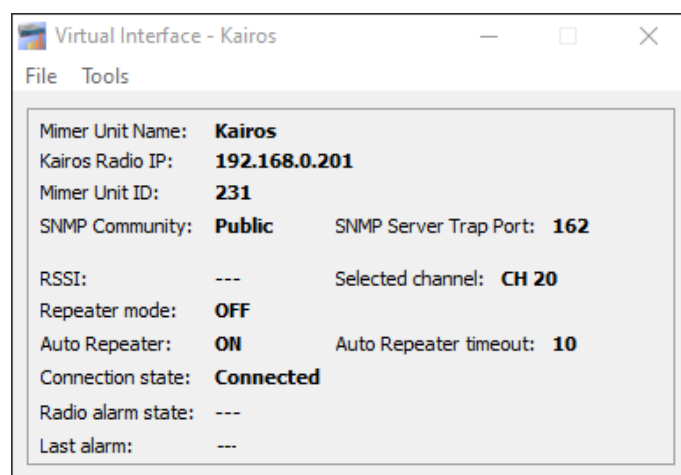 Virtual Interface - Kairos
File Tools
Mimer Unit Name: Kairos
Kairos Radio IP: 192.168.0.201
Mimer Unit ID: 231
SNMP Community: Public SNMP Server Trap Port: 162
RSSI: --- Selected channel: CH 20
Repeater mode: OFF
Auto Repeater: ON Auto Repeater timeout: 10
Connection state: Connected
Radio alarm state: ---
Last alarm: ---